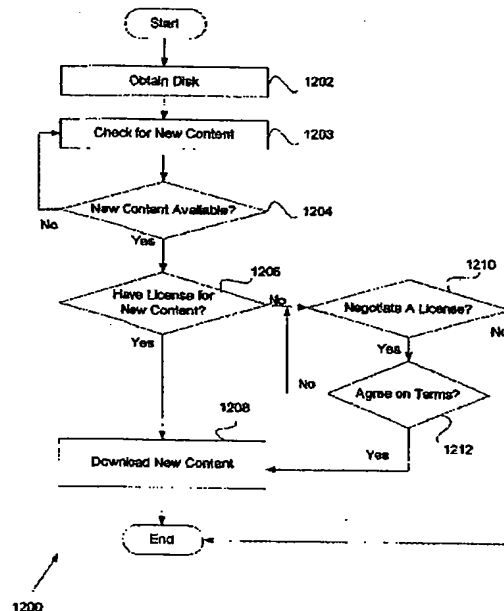 Start
Obtain Disk
1202
Check for New Content
1203
New Content Available?
1204
No
Yes
1206
Have License for
New Content?
No
1210
Negotiate A License?
No
Yes
Yes
No
Agree on Terms?
1212
1208
Yes
Download New Content
End
1200